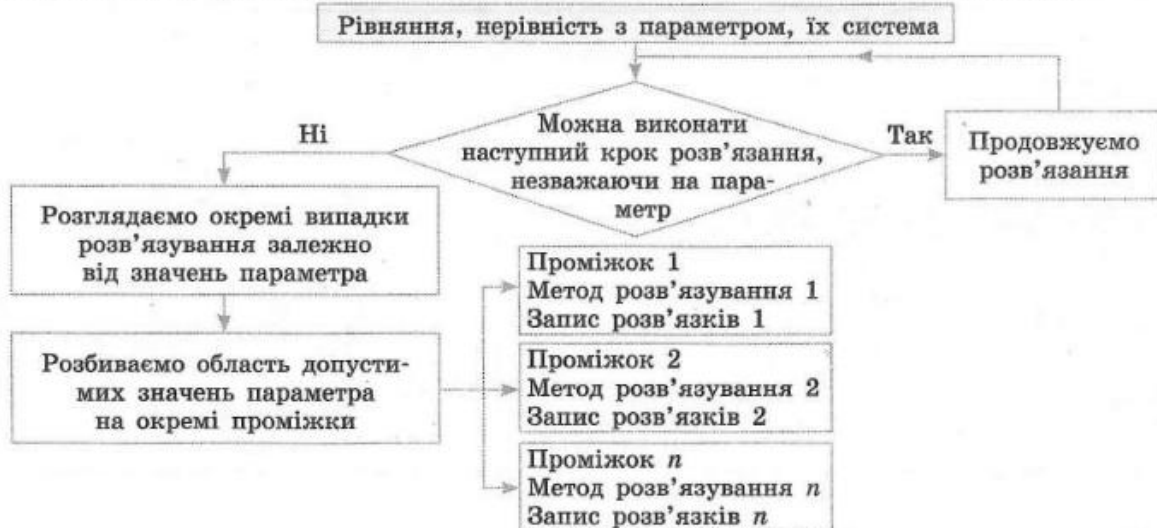 Рівняння, нерівність з параметром, їх система
Можна виконати
наступний крок розв'язання,
незважаючи на пара-
метр
Ні
Так
Продовжуємо
розв'язання
Розглядаємо окремі випадки
розв'язування залежно
від значень параметра
Розбиваємо область допусти-
мих значень параметра
на окремі проміжки
Проміжок 1
Метод розв'язування 1
Запис розв'язків 1
Проміжок 2
Метод розв'язування 2
Запис розв'язків 2
Проміжок n
Метод розв'язування n
Запис розв'язків n